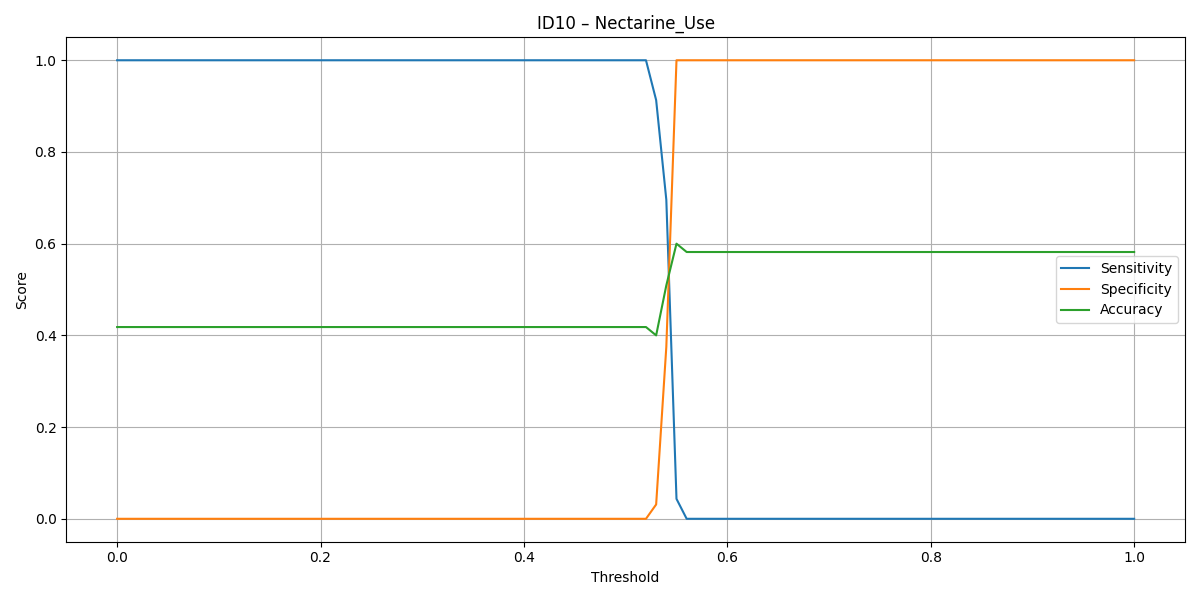 ID10 – Nectarine_Use
Score
1.0
0.8
0.6
0.4
0.2
0.0
Sensitivity
Specificity
Accuracy
0.0 0.2 0.4 0.6 0.8 1.0
Threshold